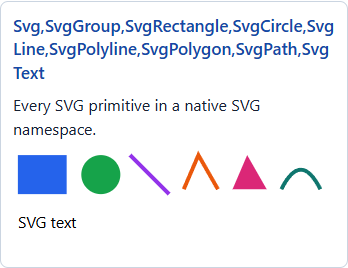 Svg,SvgGroup,SvgRectangle,SvgCircle,Svg
Line,SvgPolyline,SvgPolygon,SvgPath,Svg
Text
Every SVG primitive in a native SVG
namespace.
SVG text